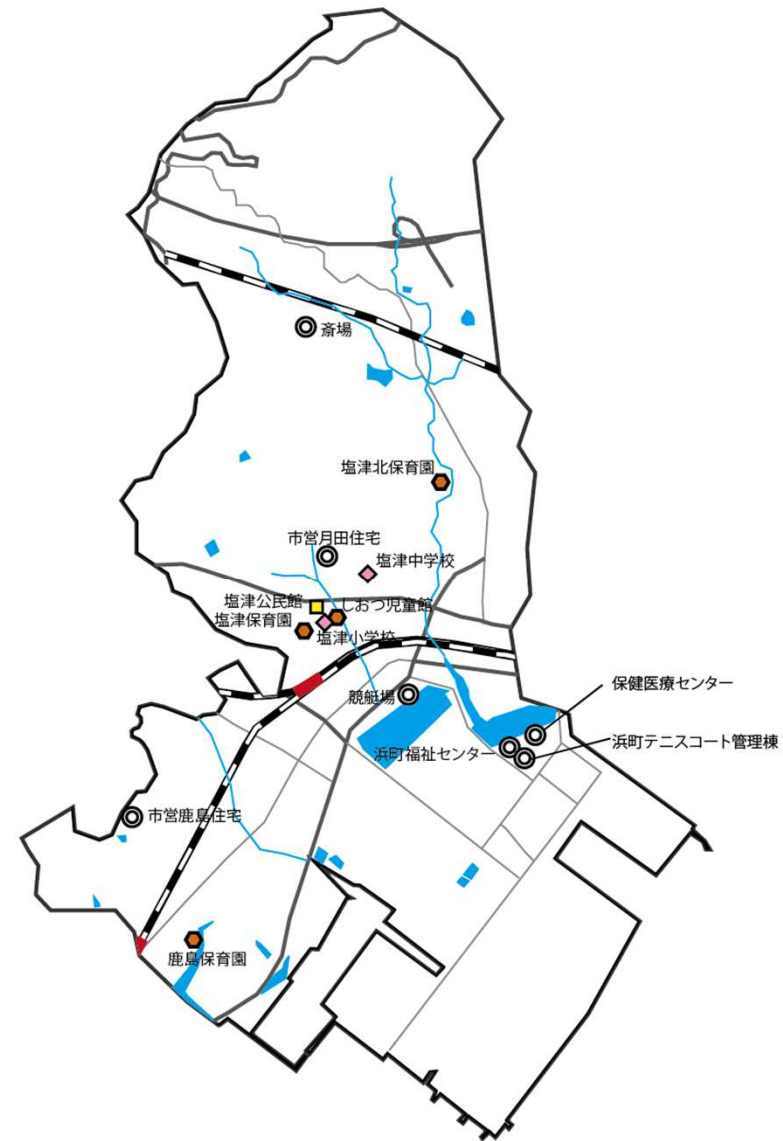 斎場
塩津北保育園
市営月田住宅
塩津中学校
塩津公民館
しおつ児童館
塩津保育園
塩津小学校
保健医療センター
競艇場
浜町テニスコート管理棟
浜町福祉センター
市営鹿島住宅
鹿島保育園